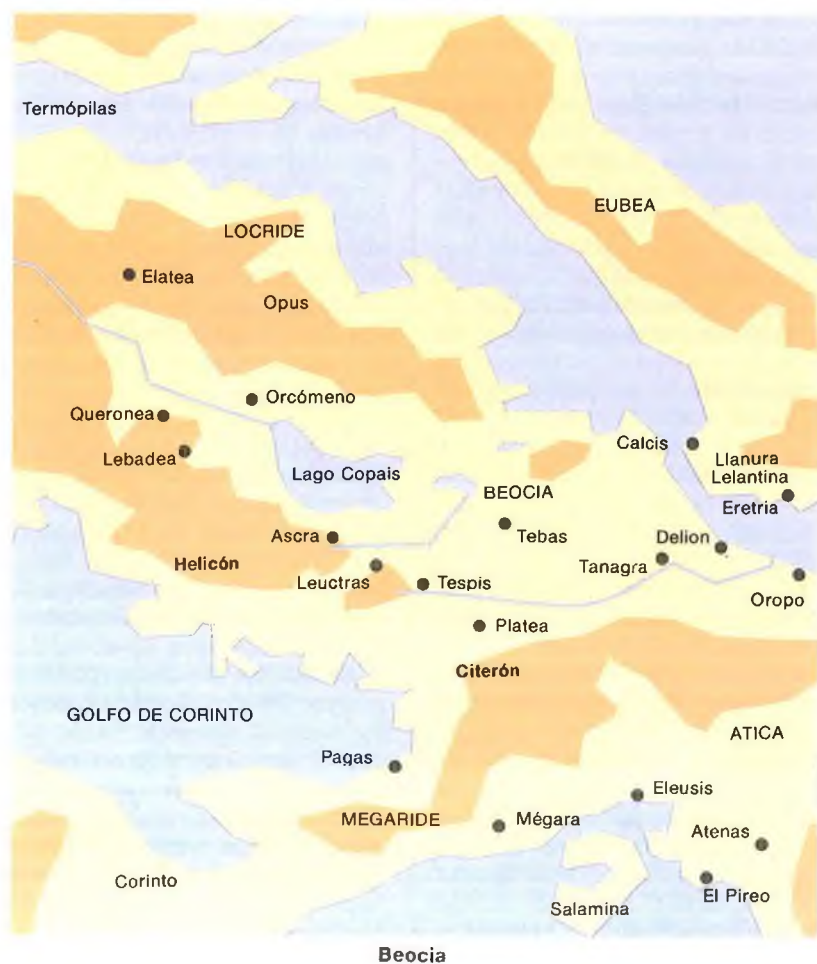 Termópilas
EUBEA
LOCRIDE
Elatea
Opus
Orcómeno
Queronea
Calcis
Lebadea
Llanura
Lelantina
Lago Copais
BEOCIA
Eretria
Ascra
Tebas
Delion
Helicón
Leuctras
Tespis
Tanagra
Oropo
Platea
Citerón
GOLFO DE CORINTO
ATICA
Pagas
Eleusis
MEGARIDE
Mégara
Atenas
Corinto
Salamina
El Pireo
Beocia